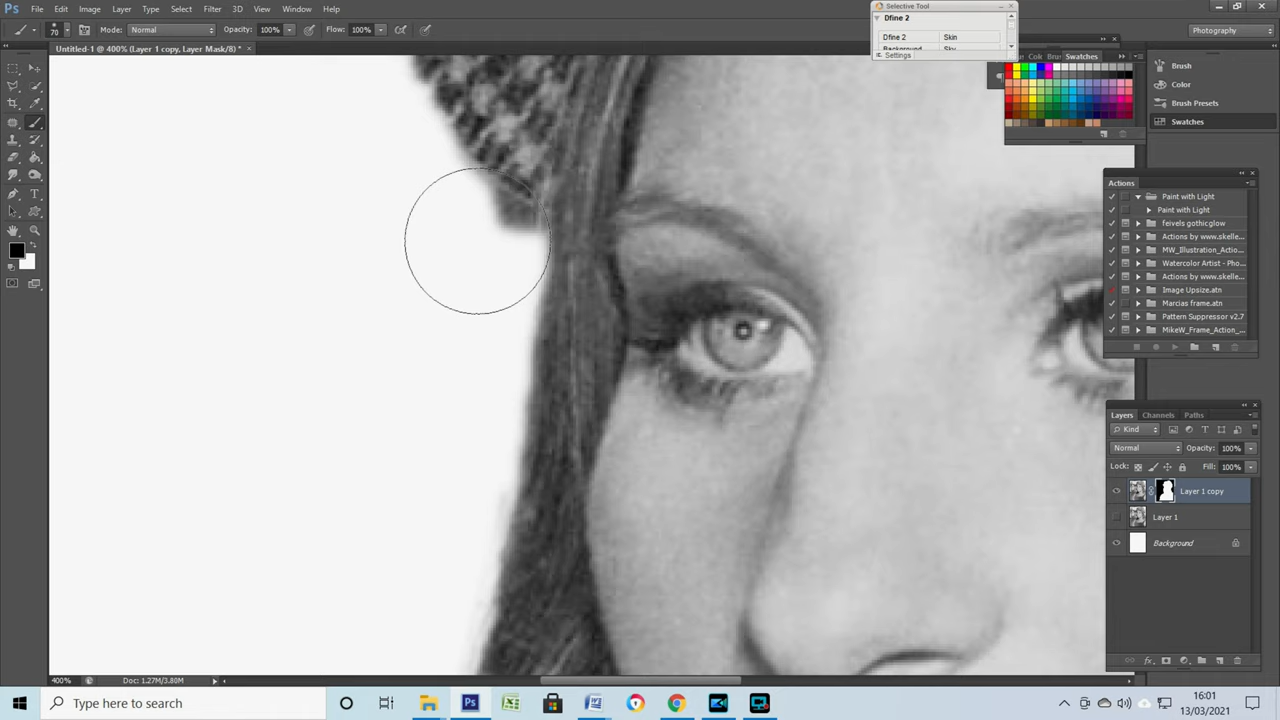 Ps File Edit Image Layer Type Select Filter 3D View Window Help
Selective Tool
Dfine 2
Dfine 2 Skin
Settings
70 Mode: Normal Opacity: 100% Flow: 100%
Photography
Untitled-1 @ 400% (Layer 1 copy, Layer Mask/8) *
Swatches
Brush
Color
Brush Presets
Swatches
Actions
Paint with Light
Paint with Light
feivels gothicglow
Actions by www.skelle...
MW_Illustration_Actio...
Watercolor Artist - Pho...
Actions by www.skelle...
Image Upsize.atn
Marcias frame.atn
Pattern Suppressor v2.7
MikeW_Frame_Action_...
Layers Channels Paths
Kind
Normal Opacity: 100%
Lock: Fill: 100%
Layer 1 copy
Layer 1
Background
400% Doc: 1.27M/3.80M
Type here to search
16:01
13/03/2021